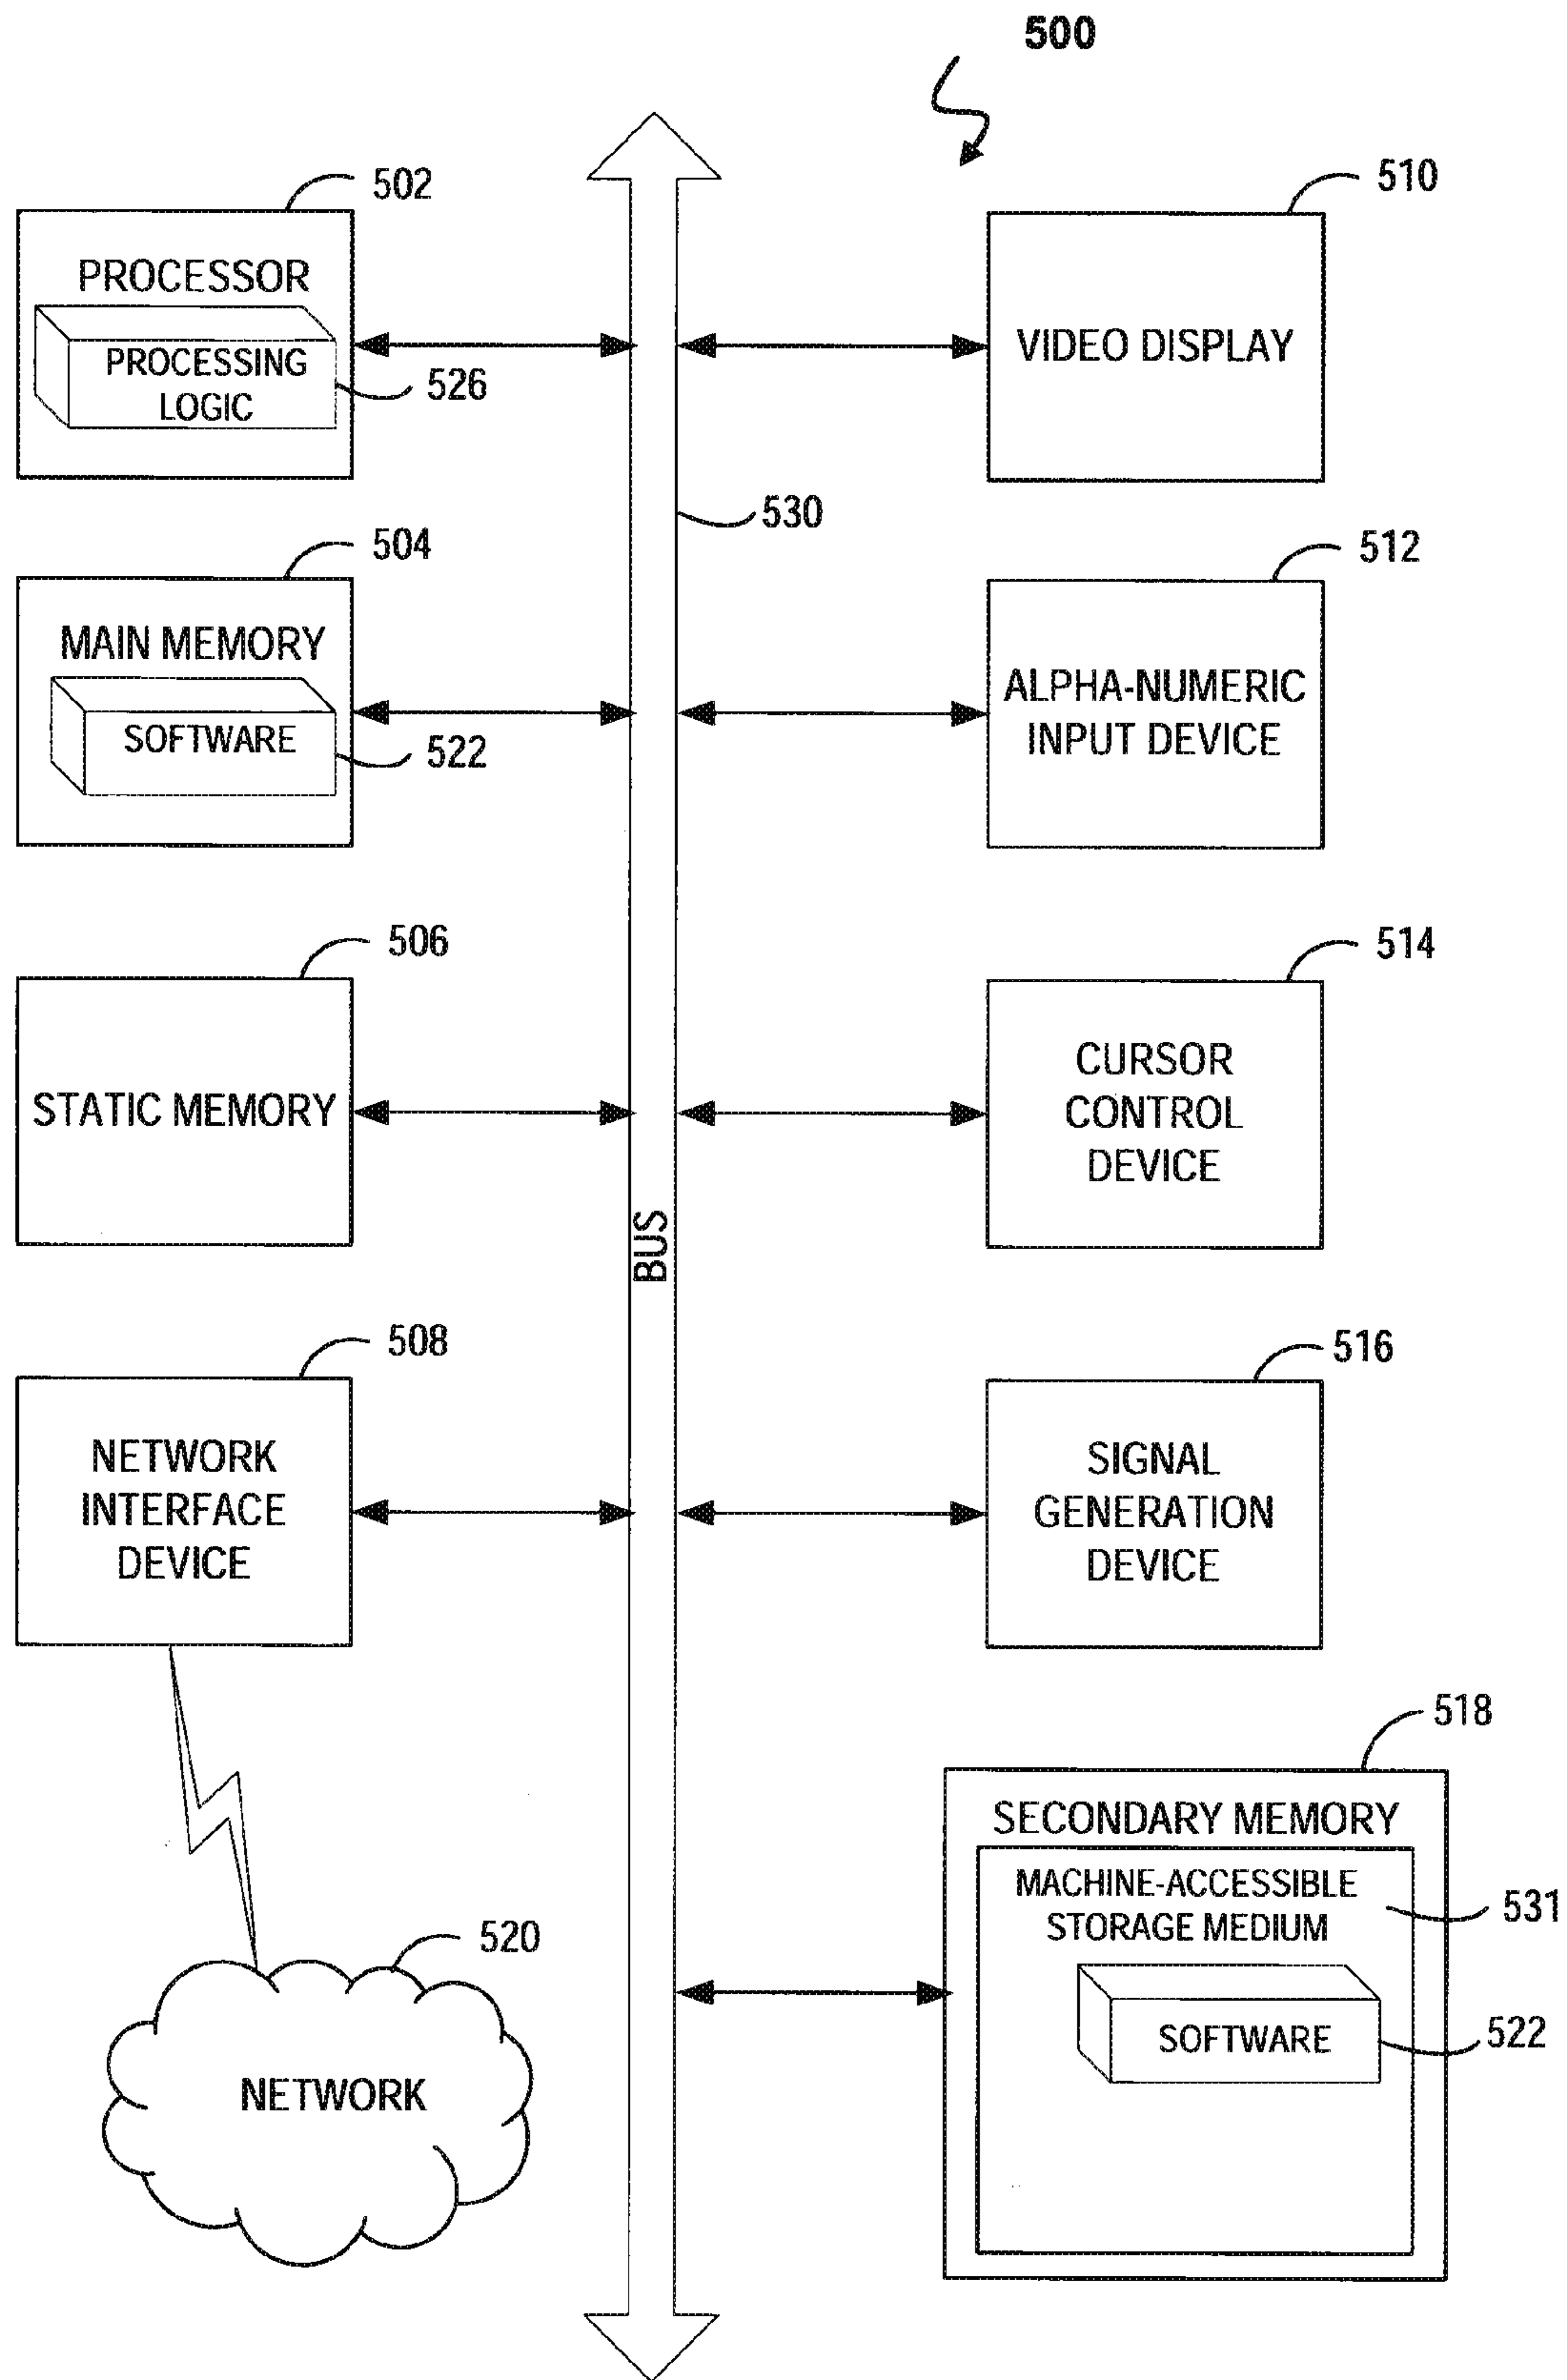 500
502
PROCESSOR
PROCESSING
LOGIC
526
510
VIDEO DISPLAY
530
504
MAIN MEMORY
SOFTWARE
522
512
ALPHA-NUMERIC
INPUT DEVICE
506
STATIC MEMORY
514
CURSOR
CONTROL
DEVICE
BUS
508
NETWORK
INTERFACE
DEVICE
516
SIGNAL
GENERATION
DEVICE
518
SECONDARY MEMORY
MACHINE-ACCESSIBLE
STORAGE MEDIUM
531
SOFTWARE
522
520
NETWORK